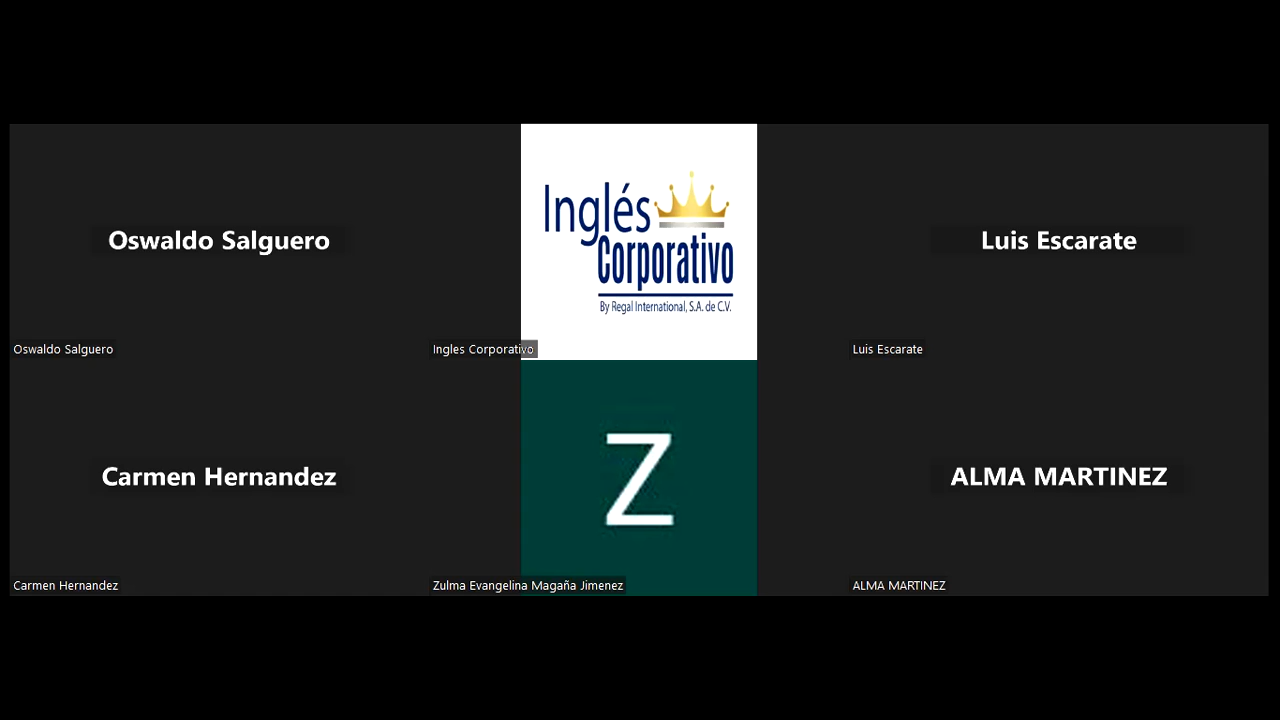 Oswaldo Salguero
Oswaldo Salguero
Inglés
Corporativo
By Regal International, S.A. de C.V.
Ingles Corporativo
Luis Escarate
Luis Escarate
Carmen Hernandez
Carmen Hernandez
Z
Zulma Evangelina Magaña Jimenez
ALMA MARTINEZ
ALMA MARTINEZ